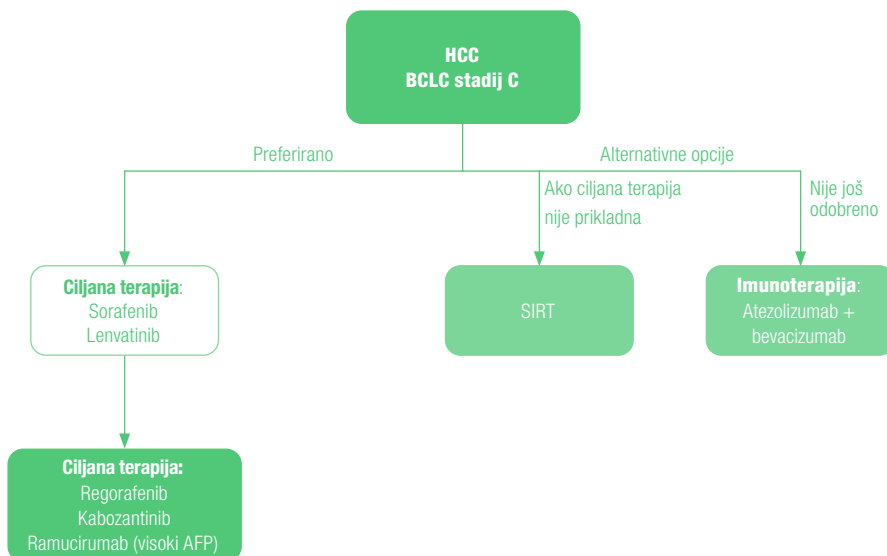 HCC
BCLC stadij C
Preferirano
Alternativne opcije
Ako ciljana terapija
nije prikladna
Nije još
odobreno
Ciljana terapija:
Sorafenib
Lenvatinib
SIRT
Imunoterapija:
Atezolizumab +
bevacizumab
Ciljana terapija:
Regorafenib
Kabozantinib
Ramucirumab (visoki AFP)